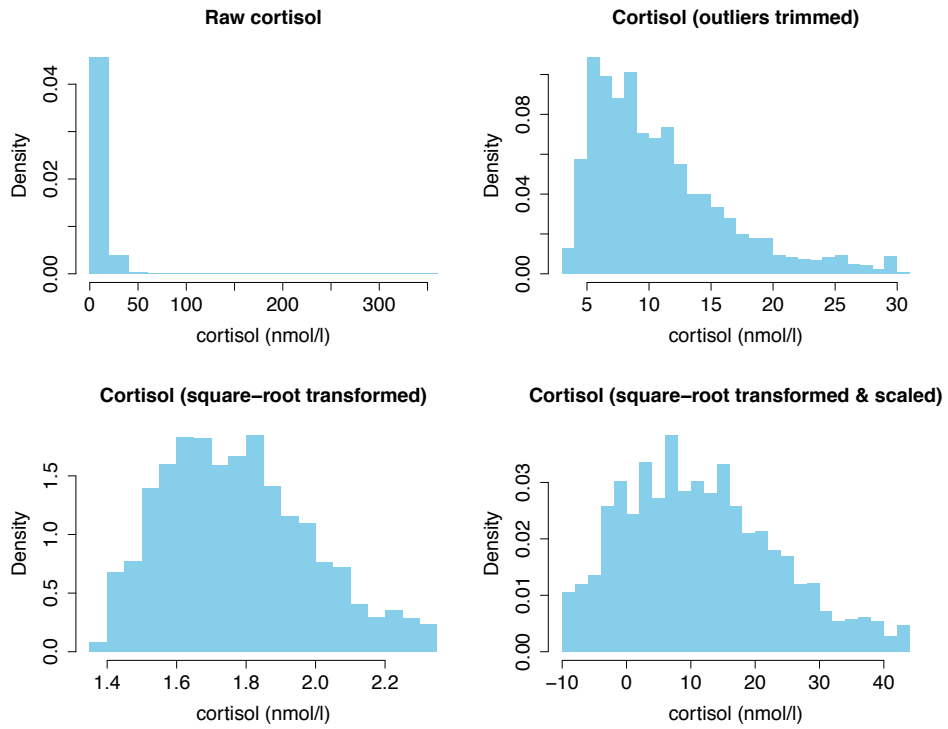 Raw cortisol
Density
0.00 0.02 0.04
0 50 100 200 300
cortisol (nmol/l)
Cortisol (outliers trimmed)
Density
0.00 0.04 0.08
5 10 15 20 25 30
cortisol (nmol/l)
Cortisol (square−root transformed)
Density
0.0 0.5 1.0 1.5
1.4 1.6 1.8 2.0 2.2
cortisol (nmol/l)
Cortisol (square−root transformed & scaled)
Density
0.00 0.01 0.02 0.03
−10 0 10 20 30 40
cortisol (nmol/l)